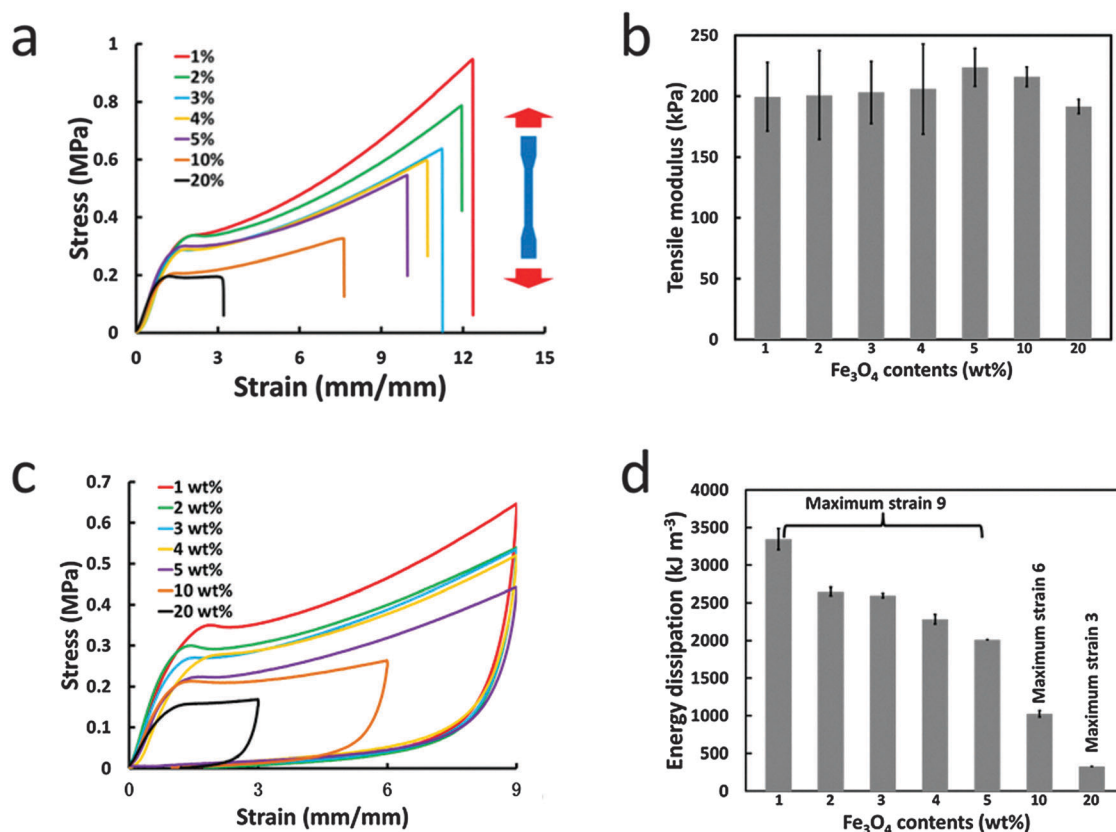 a
1
0.8
0.6
0.4
0.2
0
Stress (MPa)
1%
2%
3%
4%
5%
10%
20%
0 3 6 9 12 15
Strain (mm/mm)
b
250
200
150
100
50
0
Tensile modulus (kPa)
1 2 3 4 5 10 20
Fe₃O₄ contents (wt%)
c
0.7
0.6
0.5
0.4
0.3
0.2
0.1
0
Stress (MPa)
1 wt%
2 wt%
3 wt%
4 wt%
5 wt%
10 wt%
20 wt%
0 3 6 9
Strain (mm/mm)
d
4000
3500
3000
2500
2000
1500
1000
500
0
Energy dissipation (kJ m⁻³)
Maximum strain 9
Maximum strain 6
Maximum strain 3
1 2 3 4 5 10 20
Fe₃O₄ contents (wt%)